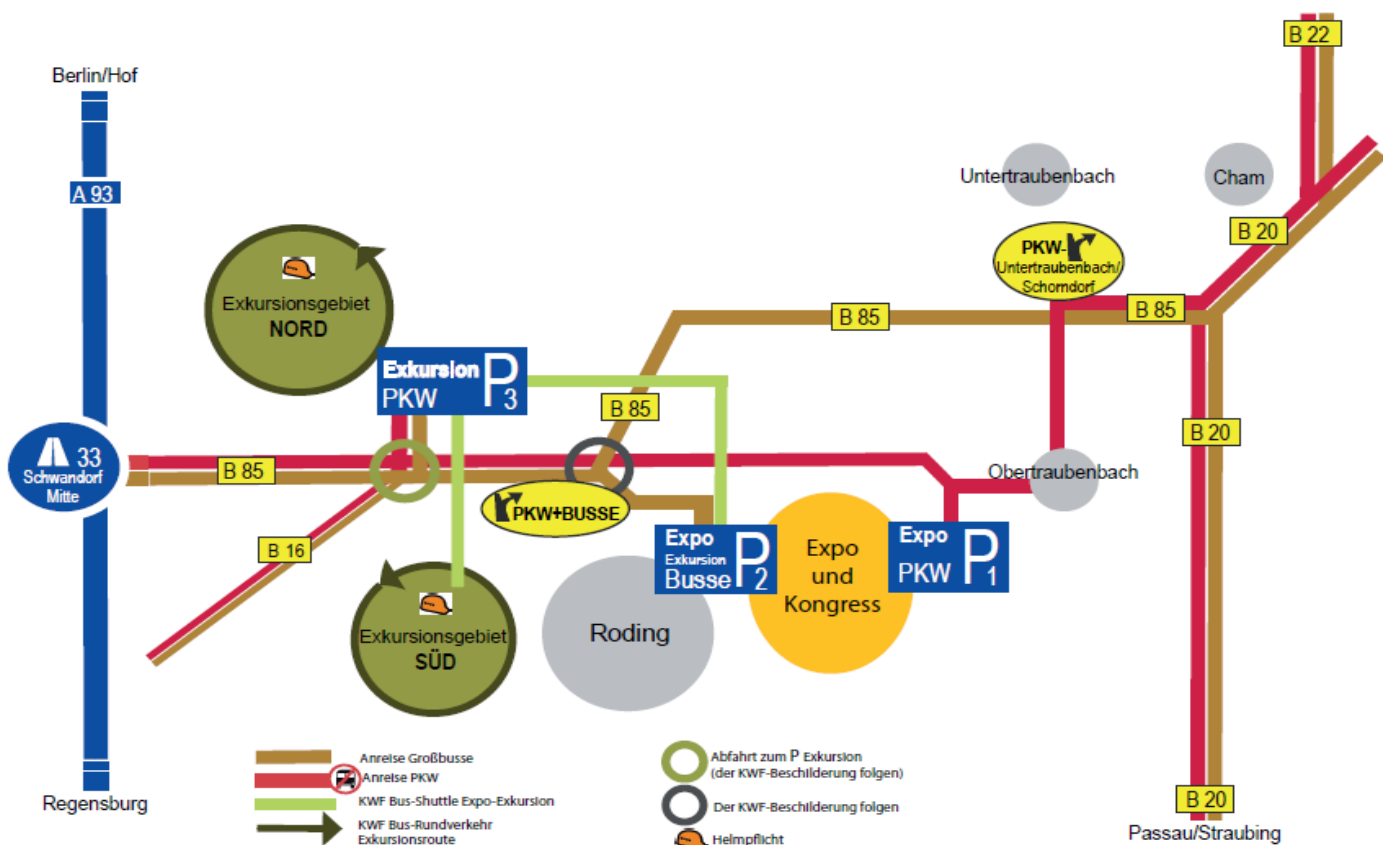 B 22
Berlin/Hof
A 93
Untertraubenbach
Cham
B 20
PKW-
Untertraubenbach/
Schorndorf
Exkursionsgebiet
NORD
B 85
B 85
Exkursion
PKW
P
3
B 85
B 20
33
Schwandorf
Mitte
B 85
Obertraubenbach
PKW+BUSSE
B 16
Expo
Exkursion
Busse
P
2
Expo
und
Kongress
Expo
PKW
P
1
Exkursionsgebiet
SÜD
Roding
Anreise Großbusse
Anreise PKW
KWF Bus-Shuttle Expo-Exkursion
KWF Bus-Rundverkehr
Exkursionsroute
Abfahrt zum P Exkursion
(der KWF-Beschilderung folgen)
Der KWF-Beschilderung folgen
Helmpflicht
Regensburg
B 20
Passau/Straubing